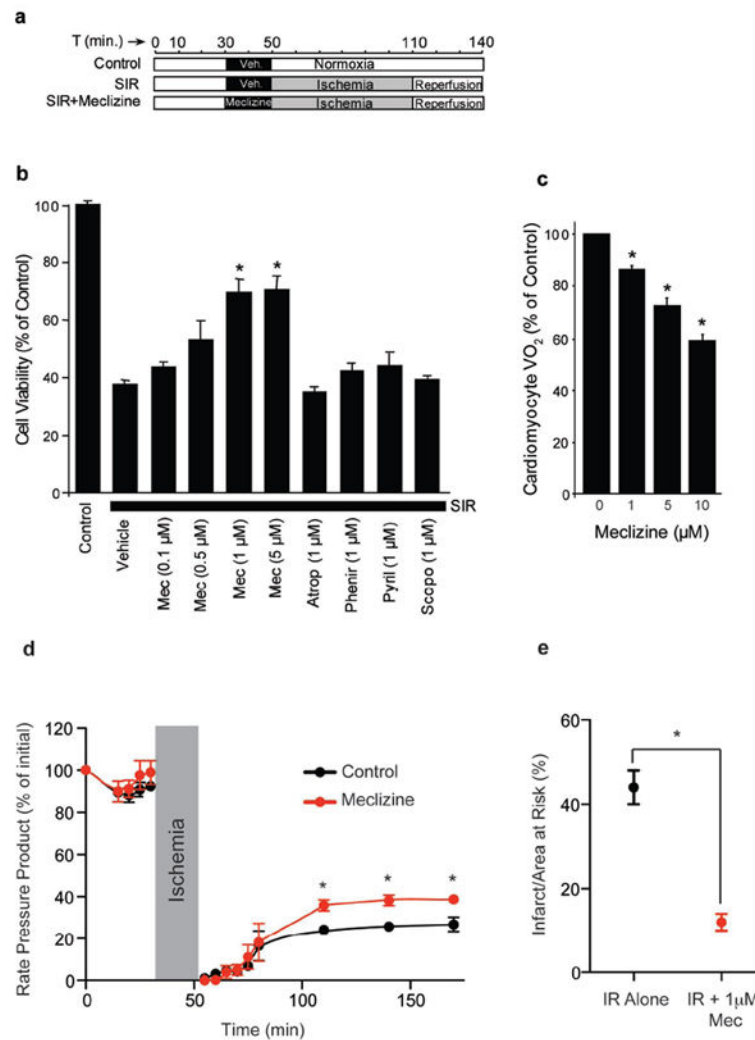 a
T (min.) → 0 10 30 50 110 140
Control Veh. Normoxia
SIR Veh. Ischemia Reperfusion
SIR+Meclizine Meclizine Ischemia Reperfusion
b
Cell Viability (% of Control)
100
80
60
40
20
0
SIR
Control
Vehicle
Mec (0.1 µM)
Mec (0.5 µM)
Mec (1 µM)
Mec (5 µM)
Atrop (1 µM)
Phenir (1 µM)
Pyril (1 µM)
Scopo (1 µM)
* *
c
Cardiomyocyte VO2 (% of Control)
100
80
60
40
20
0
* * *
0 1 5 10
Meclizine (µM)
d
Rate Pressure Product (% of initial)
120
100
80
60
40
20
0
Ischemia
Control
Meclizine
* * *
0 50 100 150
Time (min)
e
Infarct/Area at Risk (%)
60
40
20
0
*
IR Alone IR + 1µM
Mec